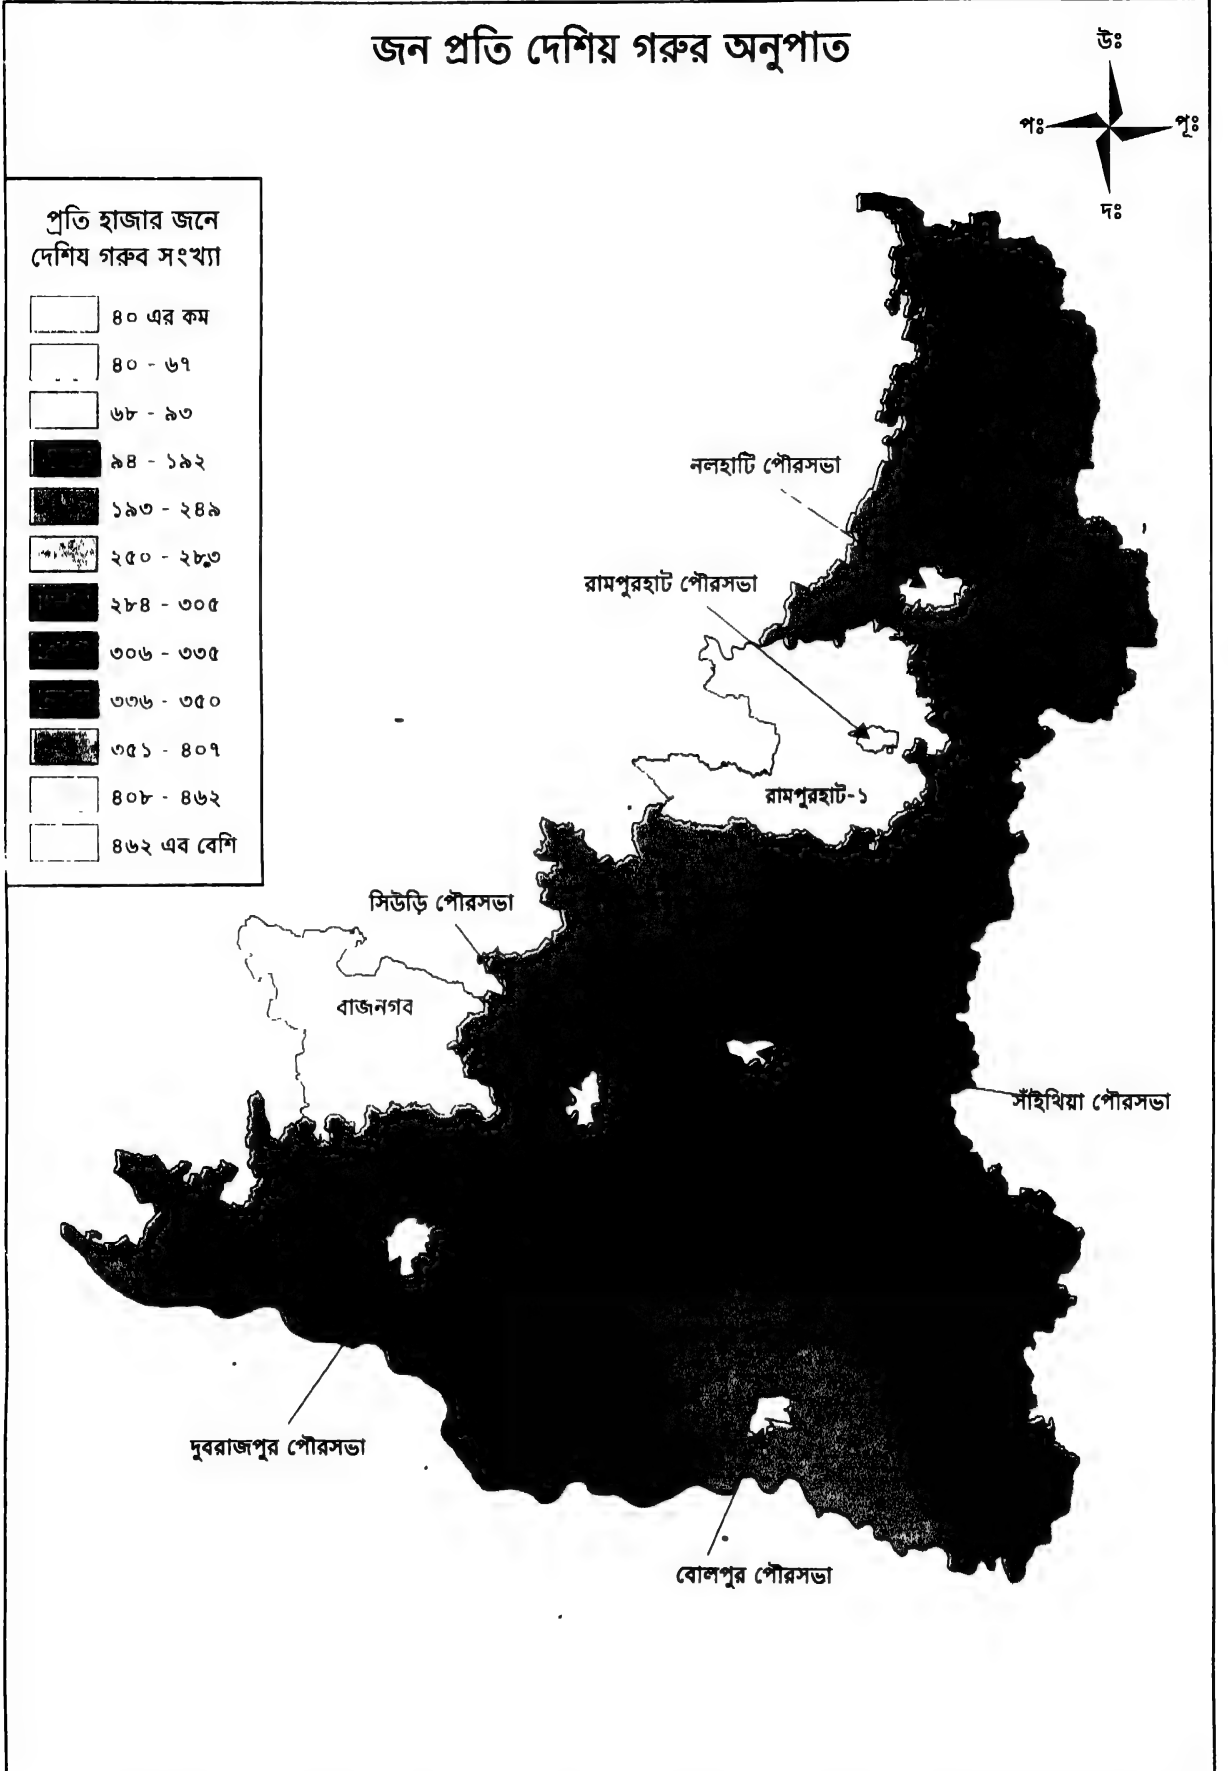 জন প্রতি দেশিয় গরুর অনুপাত
উঃ
পঃ
পূঃ
দঃ
প্রতি হাজার জনে
দেশিয গরুব সংখ্যা
৪০ এর কম
৪০ - ৬৭
৬৮ - ৯৩
৯৪ - ১৯২
১৯৩ - ২৪৯
২৫০ - ২৮৩
২৮৪ - ৩০৫
৩০৬ - ৩৩৫
৩৩৬ - ৩৫০
৩৫১ - ৪০৭
৪০৮ - ৪৬২
৪৬২ এব বেশি
নলহাটি পৌরসভা
রামপুরহাট পৌরসভা
রামপুরহাট-১
সিউড়ি পৌরসভা
বাজনগব
সাঁইথিয়া পৌরসভা
দুবরাজপুর পৌরসভা
বোলপুর পৌরসভা